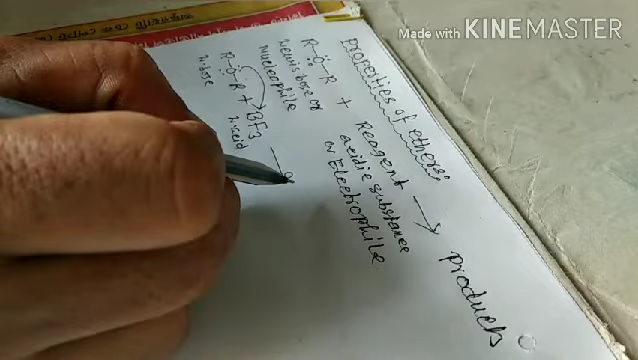 Made with KINEMASTER
Properties of ethers:
R-Ö-R + Reagent → Products
Lewis base or acidic substance
nucleophile or Electrophile
R-Ö-R + BF3 →
L base L acid